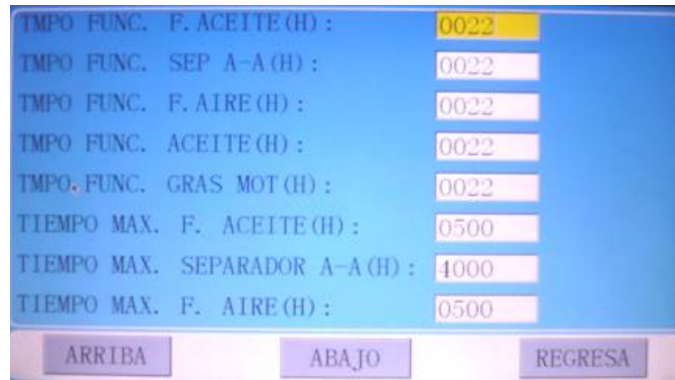 TMPO FUNC. F.ACEITE(H): 0022
TMPO FUNC. SEP A-A(H): 0022
TMPO FUNC. F.AIRE(H): 0022
TMPO FUNC. ACEITE(H): 0022
TMPO. FUNC. GRAS MOT(H): 0022
TIEMPO MAX. F. ACEITE(H): 0500
TIEMPO MAX. SEPARADOR A-A(H): 4000
TIEMPO MAX. F. AIRE(H): 0500
ARRIBA ABAJO REGRESA